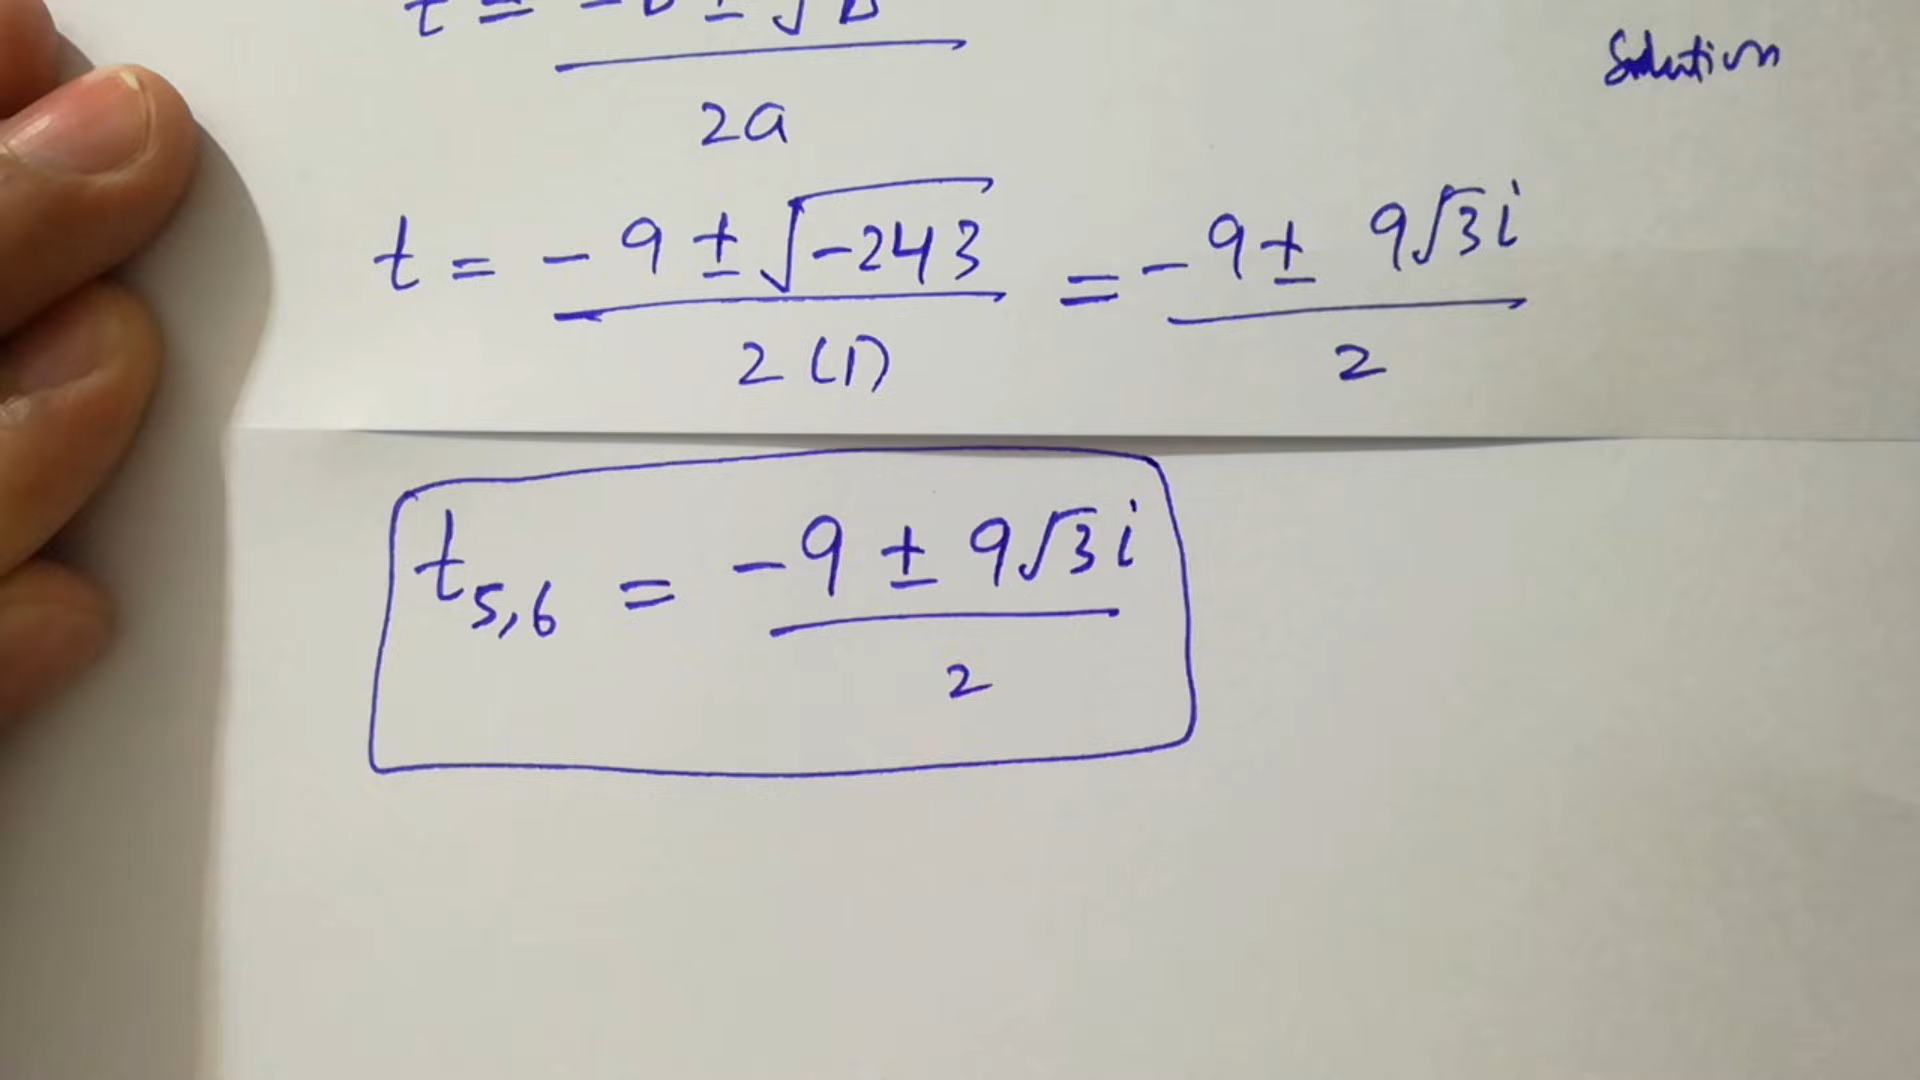 t = -b ± √D
Solution
2a
t = -9 ± √-243 = -9 ± 9√3i
2(1) 2
t5,6 = -9 ± 9√3i
2